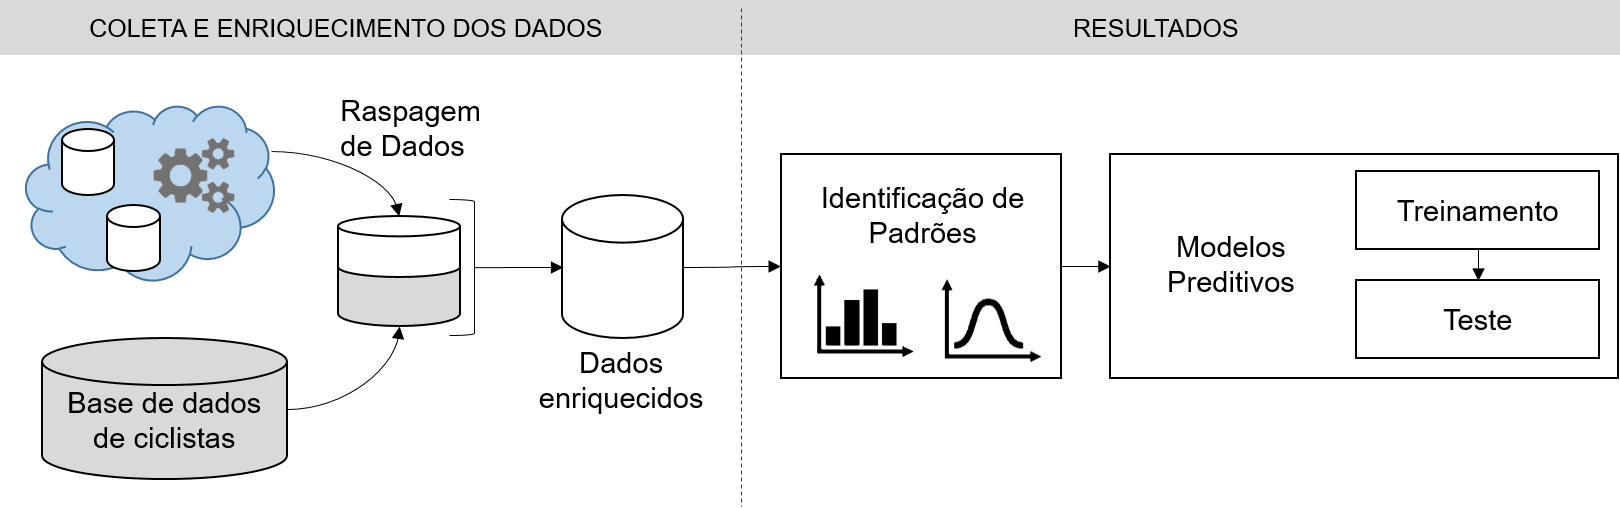 COLETA E ENRIQUECIMENTO DOS DADOS
RESULTADOS
Raspagem
de Dados
Base de dados
de ciclistas
Dados
enriquecidos
Identificação de
Padrões
Modelos
Preditivos
Treinamento
Teste